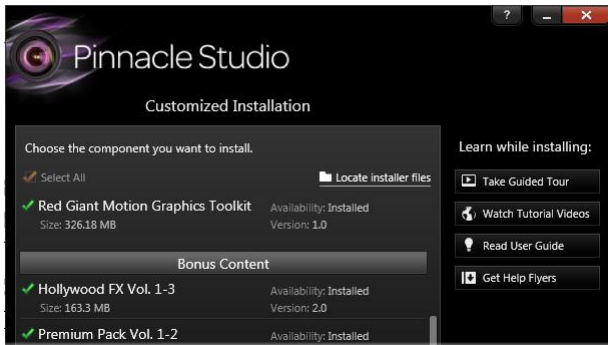 ?
Pinnacle Studio
Customized Installation
Choose the component you want to install.
Select All
Locate installer files
Red Giant Motion Graphics Toolkit Availability: Installed
Size: 326.18 MB Version: 1.0
Bonus Content
Hollywood FX Vol. 1-3 Availability: Installed
Size: 163.3 MB Version: 2.0
Premium Pack Vol. 1-2 Availability: Installed
Learn while installing:
Take Guided Tour
Watch Tutorial Videos
Read User Guide
Get Help Flyers